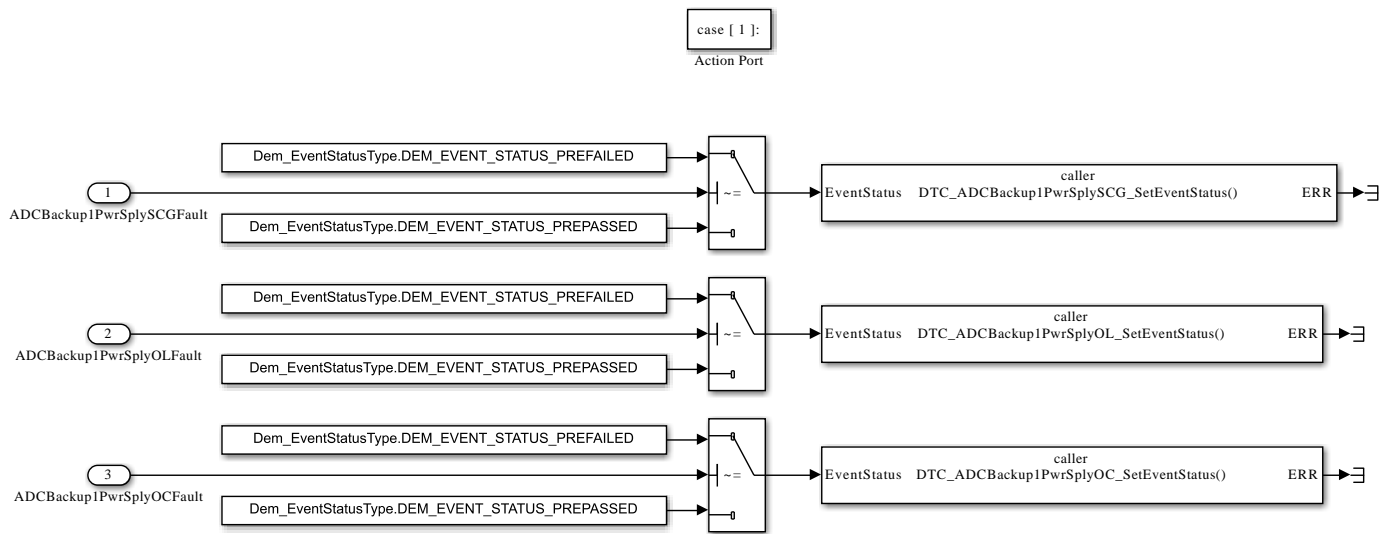 case [ 1 ]:
Action Port
Dem_EventStatusType.DEM_EVENT_STATUS_PREFAILED
1
ADCBackup1PwrSplySCGFault
~=
Dem_EventStatusType.DEM_EVENT_STATUS_PREPASSED
caller
EventStatus DTC_ADCBackup1PwrSplySCG_SetEventStatus() ERR
Dem_EventStatusType.DEM_EVENT_STATUS_PREFAILED
2
ADCBackup1PwrSplyOLFault
~=
Dem_EventStatusType.DEM_EVENT_STATUS_PREPASSED
caller
EventStatus DTC_ADCBackup1PwrSplyOL_SetEventStatus() ERR
Dem_EventStatusType.DEM_EVENT_STATUS_PREFAILED
3
ADCBackup1PwrSplyOCFault
~=
Dem_EventStatusType.DEM_EVENT_STATUS_PREPASSED
caller
EventStatus DTC_ADCBackup1PwrSplyOC_SetEventStatus() ERR